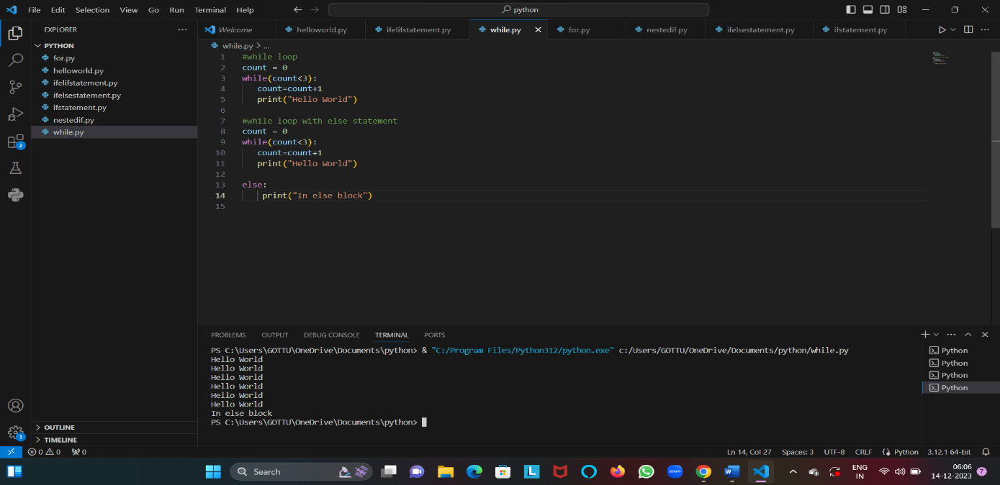 File Edit Selection View Go Run Terminal Help
python
EXPLORER
PYTHON
for.py
helloworld.py
ifelifstatement.py
ifelsestatement.py
ifstatement.py
nestedif.py
while.py
OUTLINE
TIMELINE
2
1
Welcome helloworld.py ifelifstatement.py while.py for.py nestedif.py ifelsestatement.py ifstatement.py
while.py > ...
1 #while loop
2 count = 0
3 while(count<3):
4 count=count+1
5 print("Hello World")
6
7 #while loop with else statement
8 count = 0
9 while(count<3):
10 count=count+1
11 print("Hello World")
12
13 else:
14 print("In else block")
15
PROBLEMS OUTPUT DEBUG CONSOLE TERMINAL PORTS
PS C:\Users\GOTTU\OneDrive\Documents\python> & "C:/Program Files/Python312/python.exe" c:/Users/GOTTU/OneDrive/Documents/python/while.py
Hello World
Hello World
Hello World
Hello World
Hello World
Hello World
In else block
PS C:\Users\GOTTU\OneDrive\Documents\python>
Python
Python
Python
Python
0 0 0
Ln 14, Col 27 Spaces: 3 UTF-8 CRLF Python 3.12.1 64-bit
Search
L
zoom
W
ENG
IN
06:06
14-12-2023
7